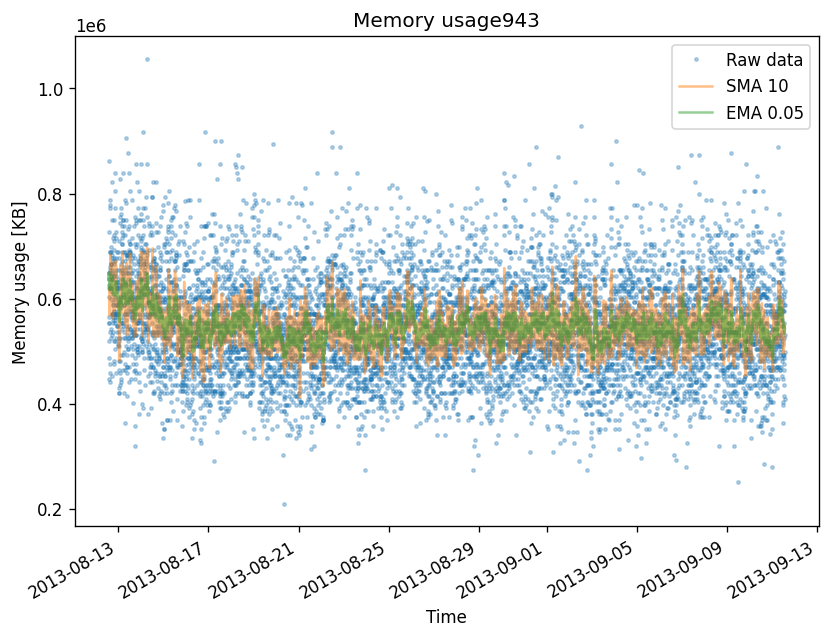 Memory usage943
1e6
Raw data
SMA 10
EMA 0.05
1.0
0.8
0.6
0.4
0.2
Memory usage [KB]
2013-08-13
2013-08-17
2013-08-21
2013-08-25
2013-08-29
2013-09-01
2013-09-05
2013-09-09
2013-09-13
Time